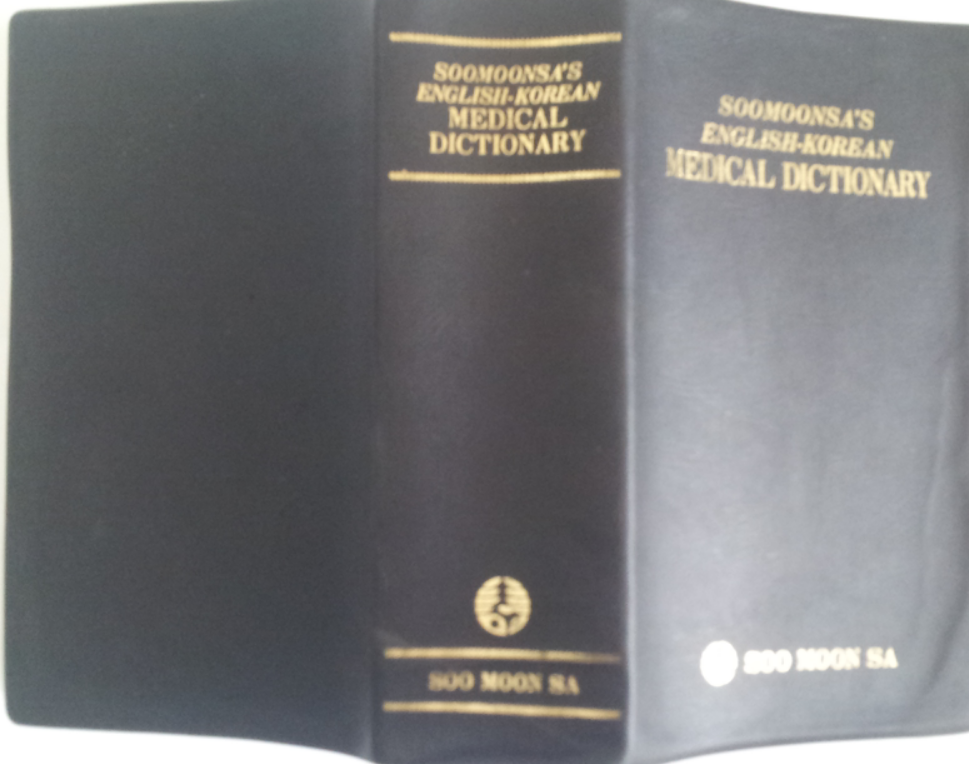 SOOMOONSA'S
ENGLISH-KOREAN
MEDICAL
DICTIONARY
SOO MOON SA
SOOMOONSA'S
ENGLISH-KOREAN
MEDICAL DICTIONARY
SOO MOON SA